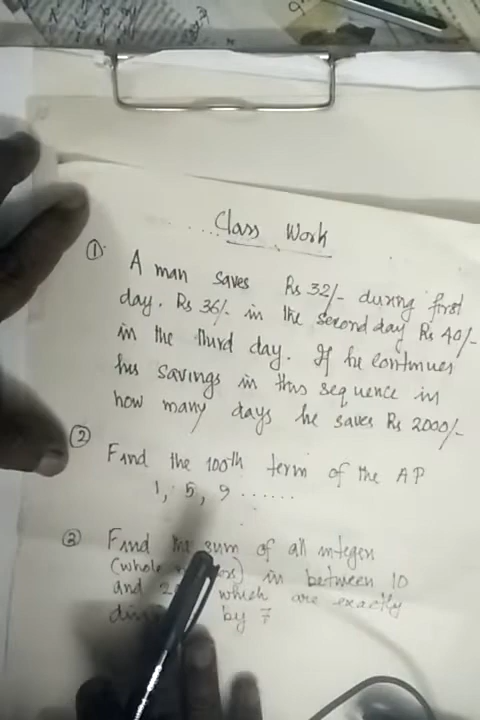 Class Work
① A man saves Rs 32/- during first
day. Rs 36/- in the second day Rs 40/-
in the third day. If he continues
his savings in this sequence in
how many days he saves Rs 2000/-
② Find the 100th term of the AP
1, 5, 9 ......
③ Find the sum of all integers
(whole in between 10
and which are exactly
by 7